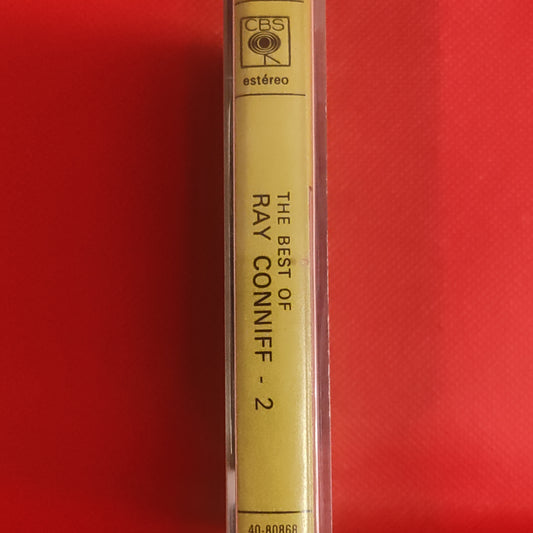 CBS
estéreo
THE BEST OF
RAY CONNIFF - 2
40-80868